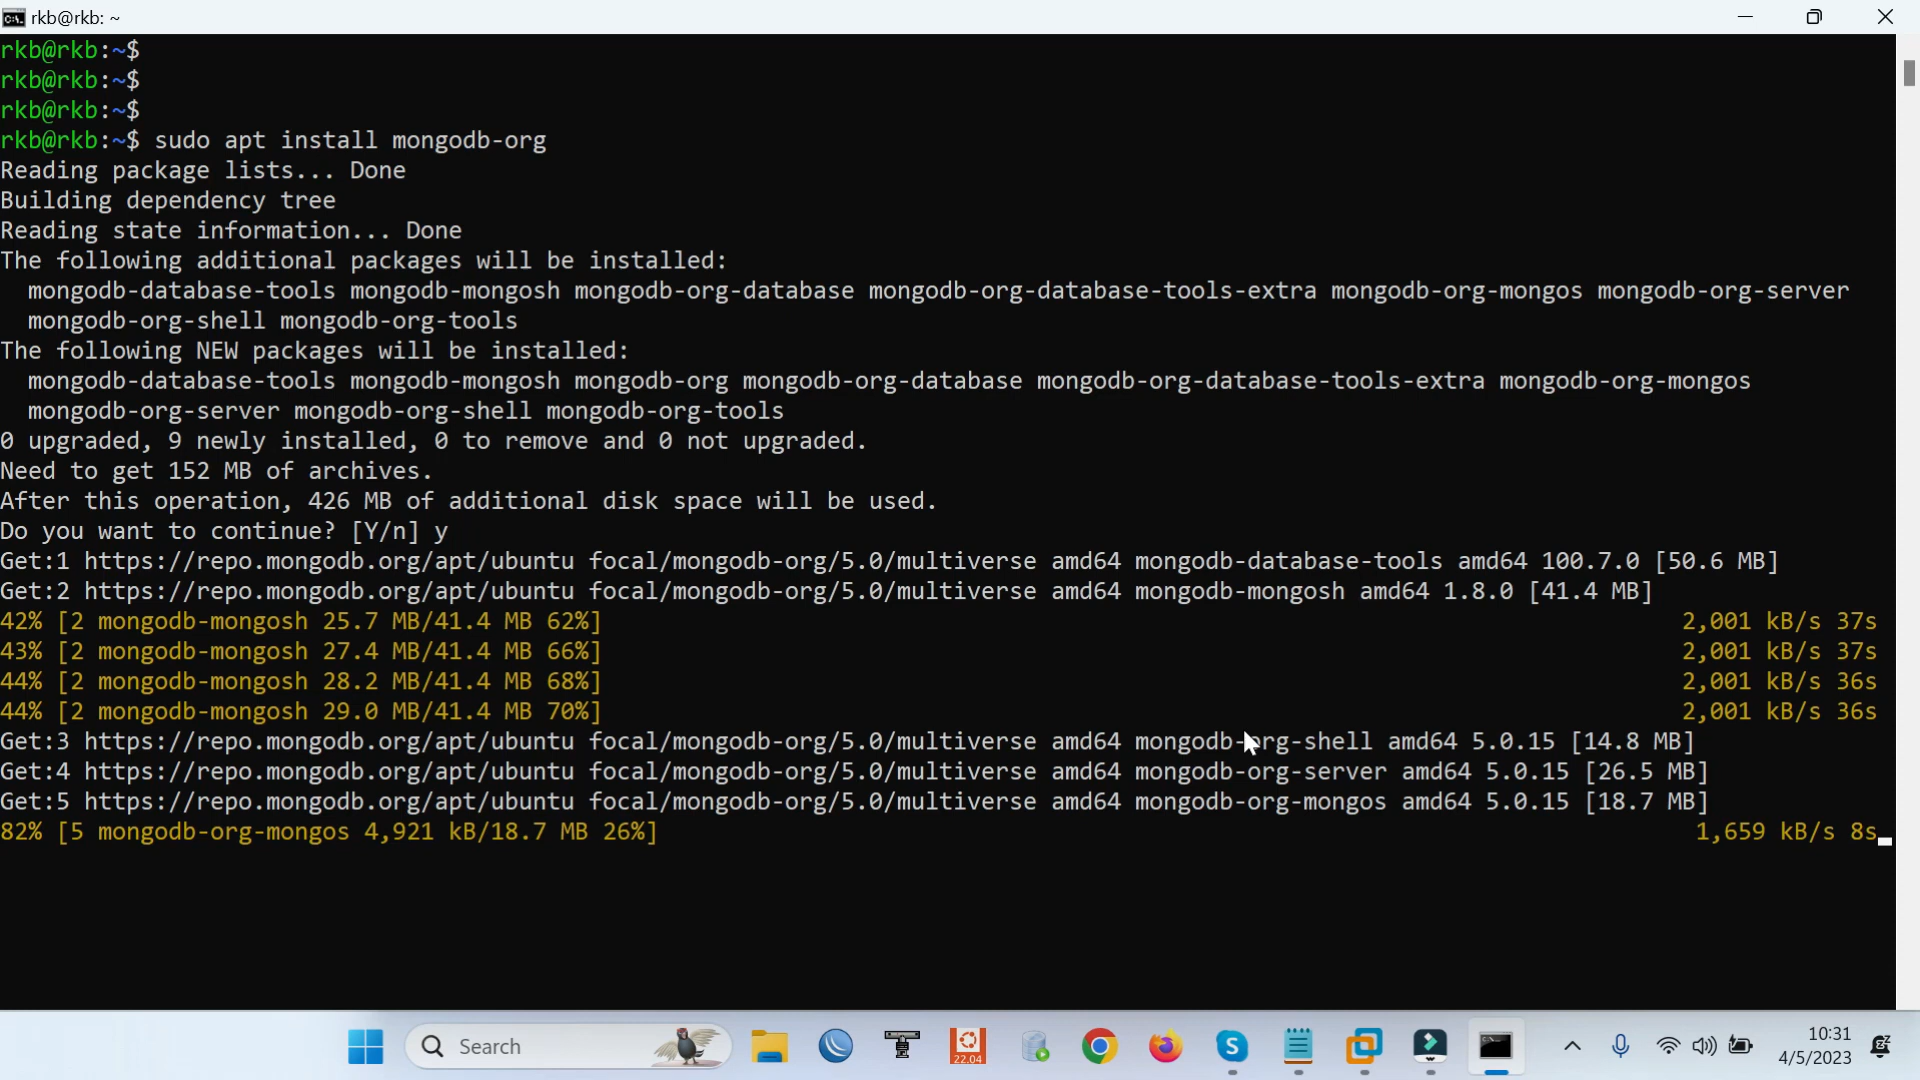 rkb@rkb: ~
rkb@rkb:~$
rkb@rkb:~$
rkb@rkb:~$
rkb@rkb:~$ sudo apt install mongodb-org
Reading package lists... Done
Building dependency tree
Reading state information... Done
The following additional packages will be installed:
  mongodb-database-tools mongodb-mongosh mongodb-org-database mongodb-org-database-tools-extra mongodb-org-mongos mongodb-org-server
  mongodb-org-shell mongodb-org-tools
The following NEW packages will be installed:
  mongodb-database-tools mongodb-mongosh mongodb-org mongodb-org-database mongodb-org-database-tools-extra mongodb-org-mongos
  mongodb-org-server mongodb-org-shell mongodb-org-tools
0 upgraded, 9 newly installed, 0 to remove and 0 not upgraded.
Need to get 152 MB of archives.
After this operation, 426 MB of additional disk space will be used.
Do you want to continue? [Y/n] y
Get:1 https://repo.mongodb.org/apt/ubuntu focal/mongodb-org/5.0/multiverse amd64 mongodb-database-tools amd64 100.7.0 [50.6 MB]
Get:2 https://repo.mongodb.org/apt/ubuntu focal/mongodb-org/5.0/multiverse amd64 mongodb-mongosh amd64 1.8.0 [41.4 MB]
42% [2 mongodb-mongosh 25.7 MB/41.4 MB 62%] 2,001 kB/s 37s
43% [2 mongodb-mongosh 27.4 MB/41.4 MB 66%] 2,001 kB/s 37s
44% [2 mongodb-mongosh 28.2 MB/41.4 MB 68%] 2,001 kB/s 36s
44% [2 mongodb-mongosh 29.0 MB/41.4 MB 70%] 2,001 kB/s 36s
Get:3 https://repo.mongodb.org/apt/ubuntu focal/mongodb-org/5.0/multiverse amd64 mongodb-org-shell amd64 5.0.15 [14.8 MB]
Get:4 https://repo.mongodb.org/apt/ubuntu focal/mongodb-org/5.0/multiverse amd64 mongodb-org-server amd64 5.0.15 [26.5 MB]
Get:5 https://repo.mongodb.org/apt/ubuntu focal/mongodb-org/5.0/multiverse amd64 mongodb-org-mongos amd64 5.0.15 [18.7 MB]
82% [5 mongodb-org-mongos 4,921 kB/18.7 MB 26%] 1,659 kB/s 8s
Search
22.04
10:31
4/5/2023